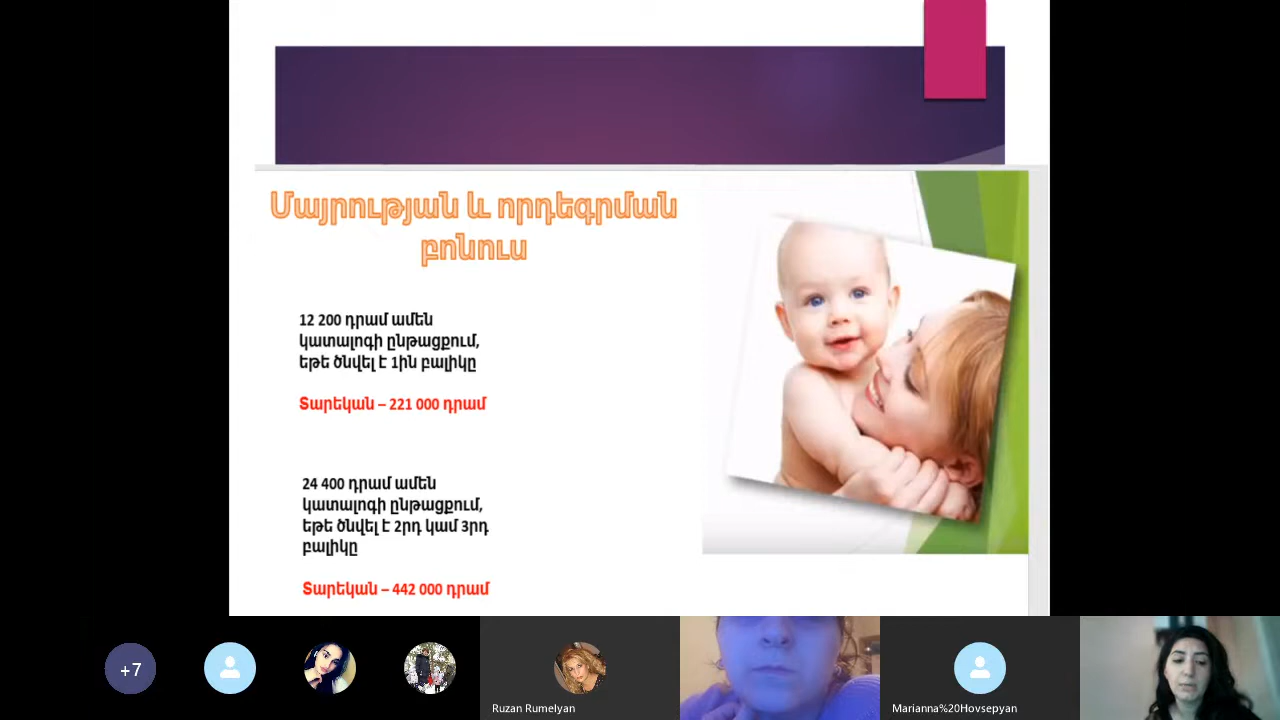 Մայրության և որդեգրման
բոնուս
12 200 դրամ ամեն
կատալոգի ընթացքում,
եթե ծնվել է 1ին բալիկը
Տարեկան – 221 000 դրամ
24 400 դրամ ամեն
կատալոգի ընթացքում,
եթե ծնվել է 2րդ կամ 3րդ
բալիկը
Տարեկան – 442 000 դրամ
+7
Ruzan Rumelyan
Marianna%20Hovsepyan